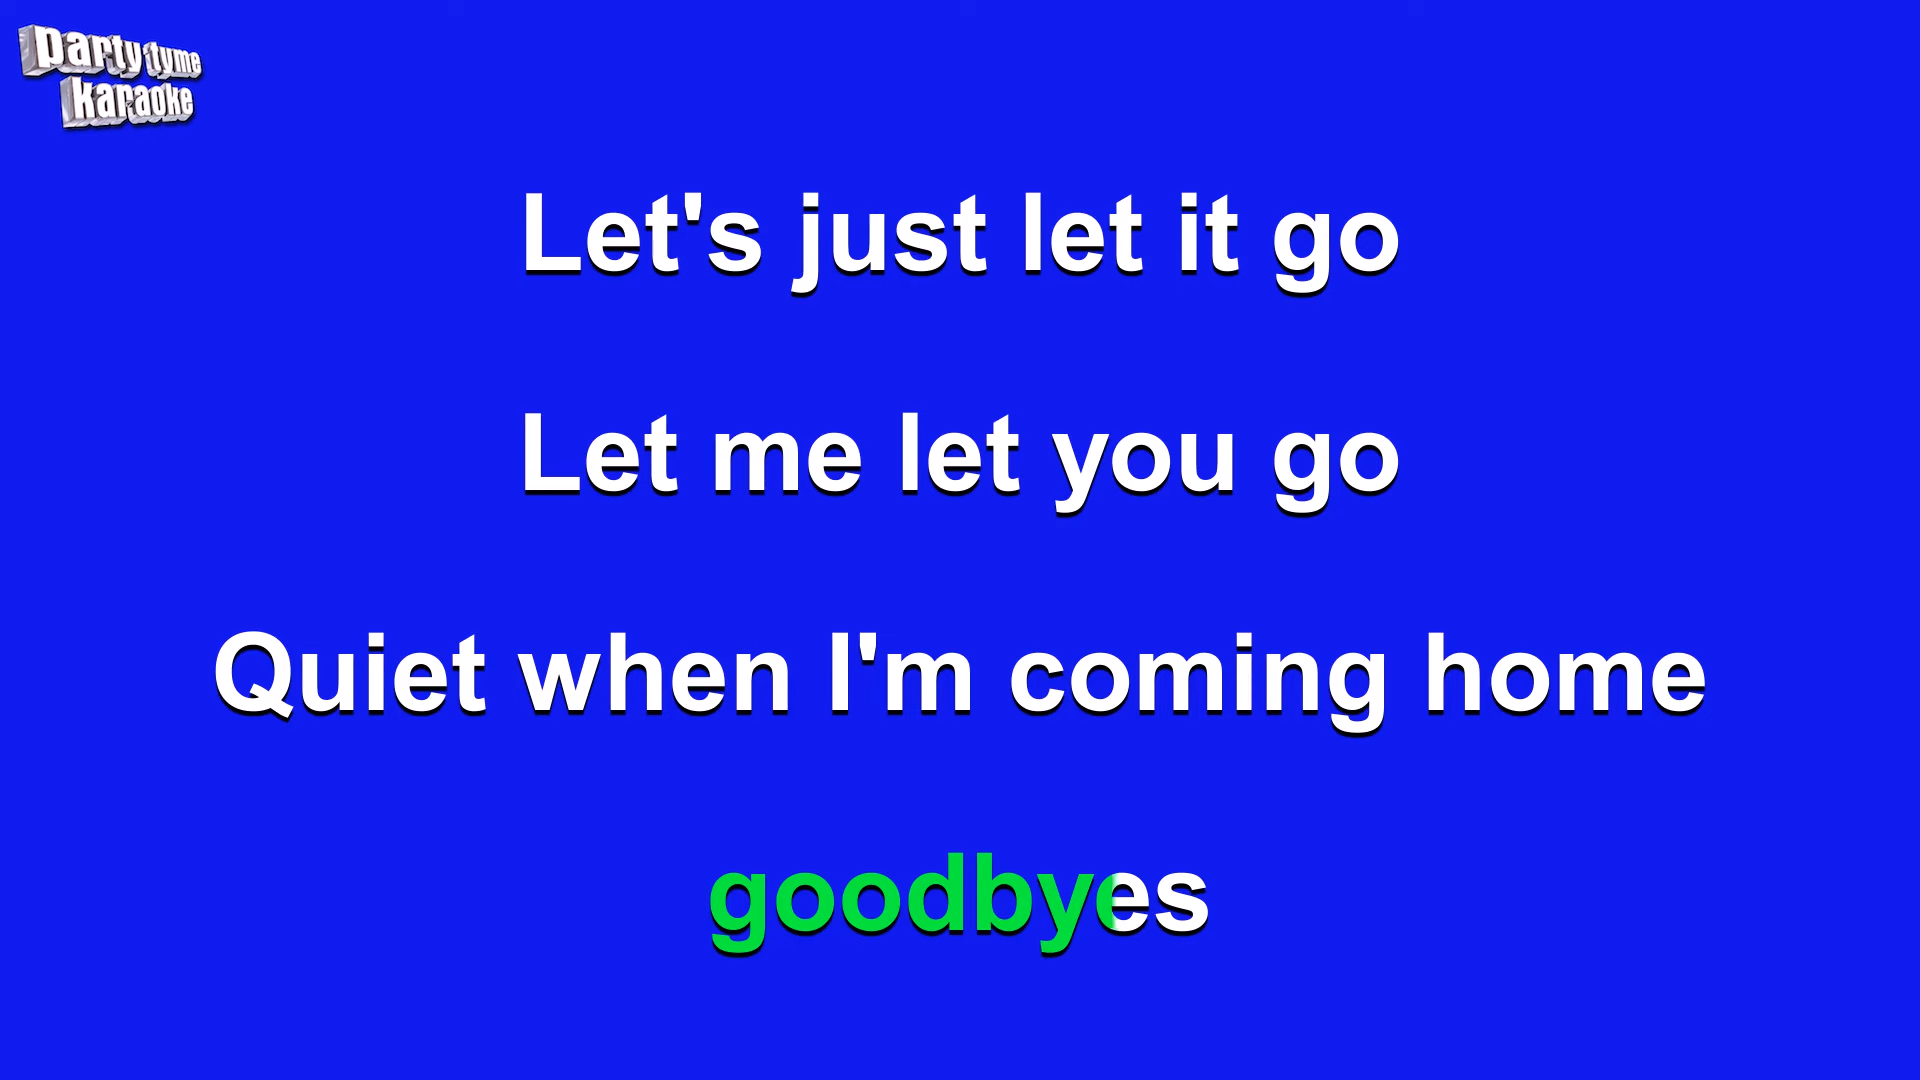 party tyme
karaoke
Let's just let it go
Let me let you go
Quiet when I'm coming home
goodbyes